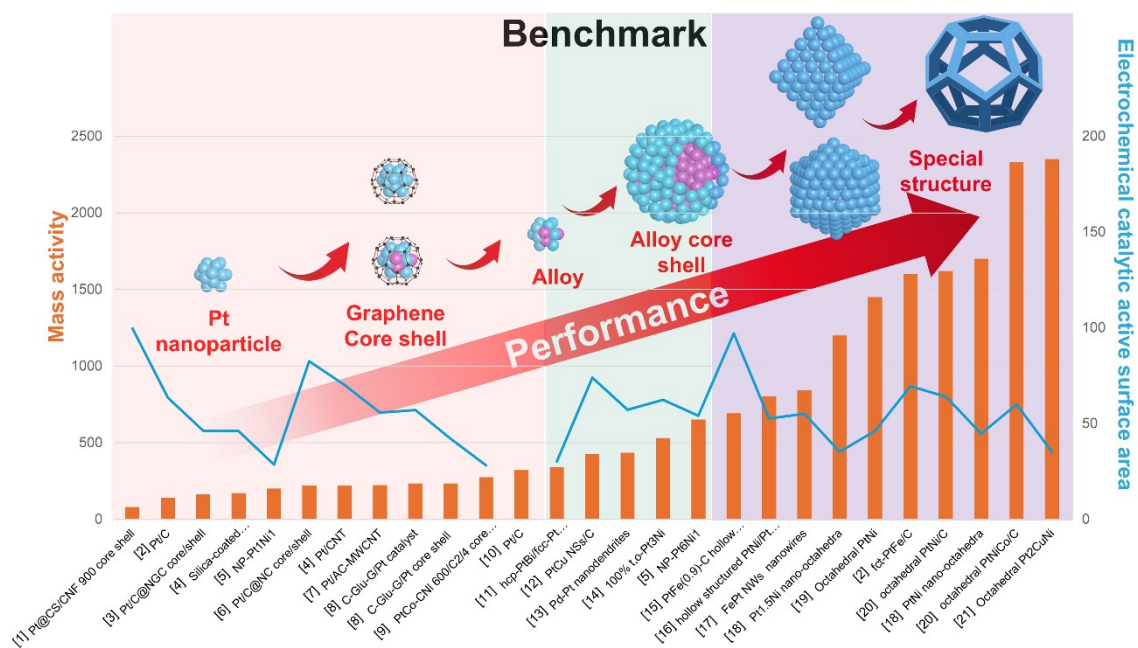 Benchmark
2500
2000
1500
1000
500
0
Mass activity
200
150
100
50
0
Electrochemical catalytic active surface area
Pt
nanoparticle
Graphene
Core shell
Alloy
Alloy core
shell
Special
structure
Performance
[1] Pt@CS/CNF 900 core shell
[2] Pt/C
[3] Pt/C@NGC core/shell
[4] Silica-coated…
[5] NP-Pt1Ni1
[6] Pt/C@NC core/shell
[4] Pt/CNT
[7] Pt/AC-MWCNT
[8] C-Glu-G/Pt catalyst
[8] C-Glu-G/Pt core shell
[9] PtCo-CNI 600/C2/4 core…
[10] Pt/C
[11] hcp-PtBi/fcc-Pt…
[12] PtCu NSs/C
[13] Pd-Pt nanodendrites
[14] 100% t.o-Pt3Ni
[5] NP-Pt6Ni1
[15] PtFe(0.9)-C hollow…
[16] hollow structured PtNi/Pt…
[17] FePt NWs nanowires
[18] Pt1.5Ni nano-octahedra
[19] Octahedral PtNi
[2] fct-PtFe/C
[20] octahedral PtNi/C
[18] PtNi nano-octahedra
[20] octahedral PtNiCo/C
[21] Octahedral Pt2CuNi